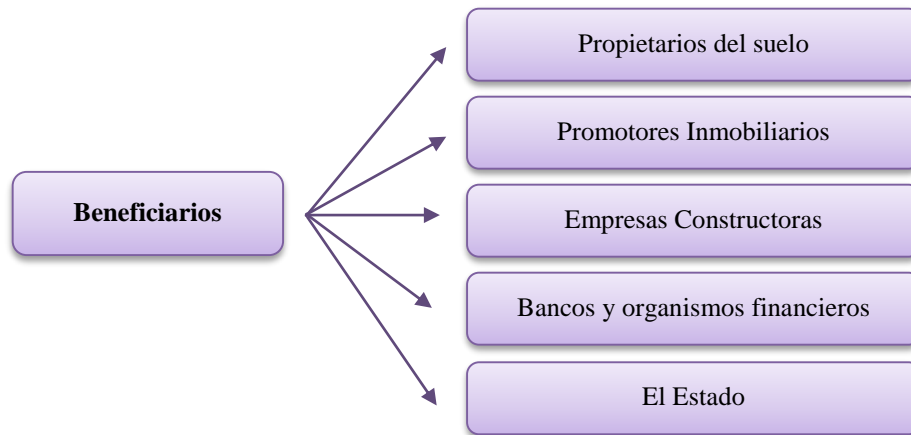 Beneficiarios
Propietarios del suelo
Promotores Inmobiliarios
Empresas Constructoras
Bancos y organismos financieros
El Estado